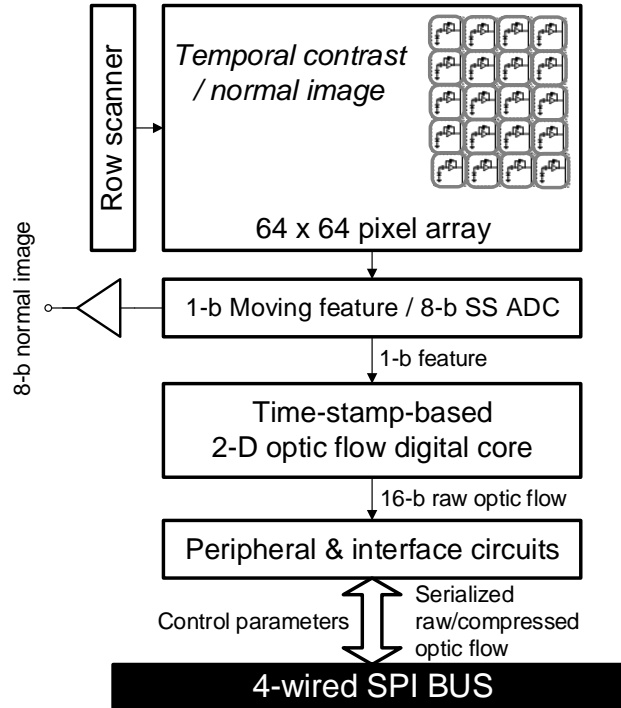 Row scanner
Temporal contrast
/ normal image
64 x 64 pixel array
8-b normal image
1-b Moving feature / 8-b SS ADC
1-b feature
Time-stamp-based
2-D optic flow digital core
16-b raw optic flow
Peripheral & interface circuits
Control parameters
Serialized
raw/compressed
optic flow
4-wired SPI BUS